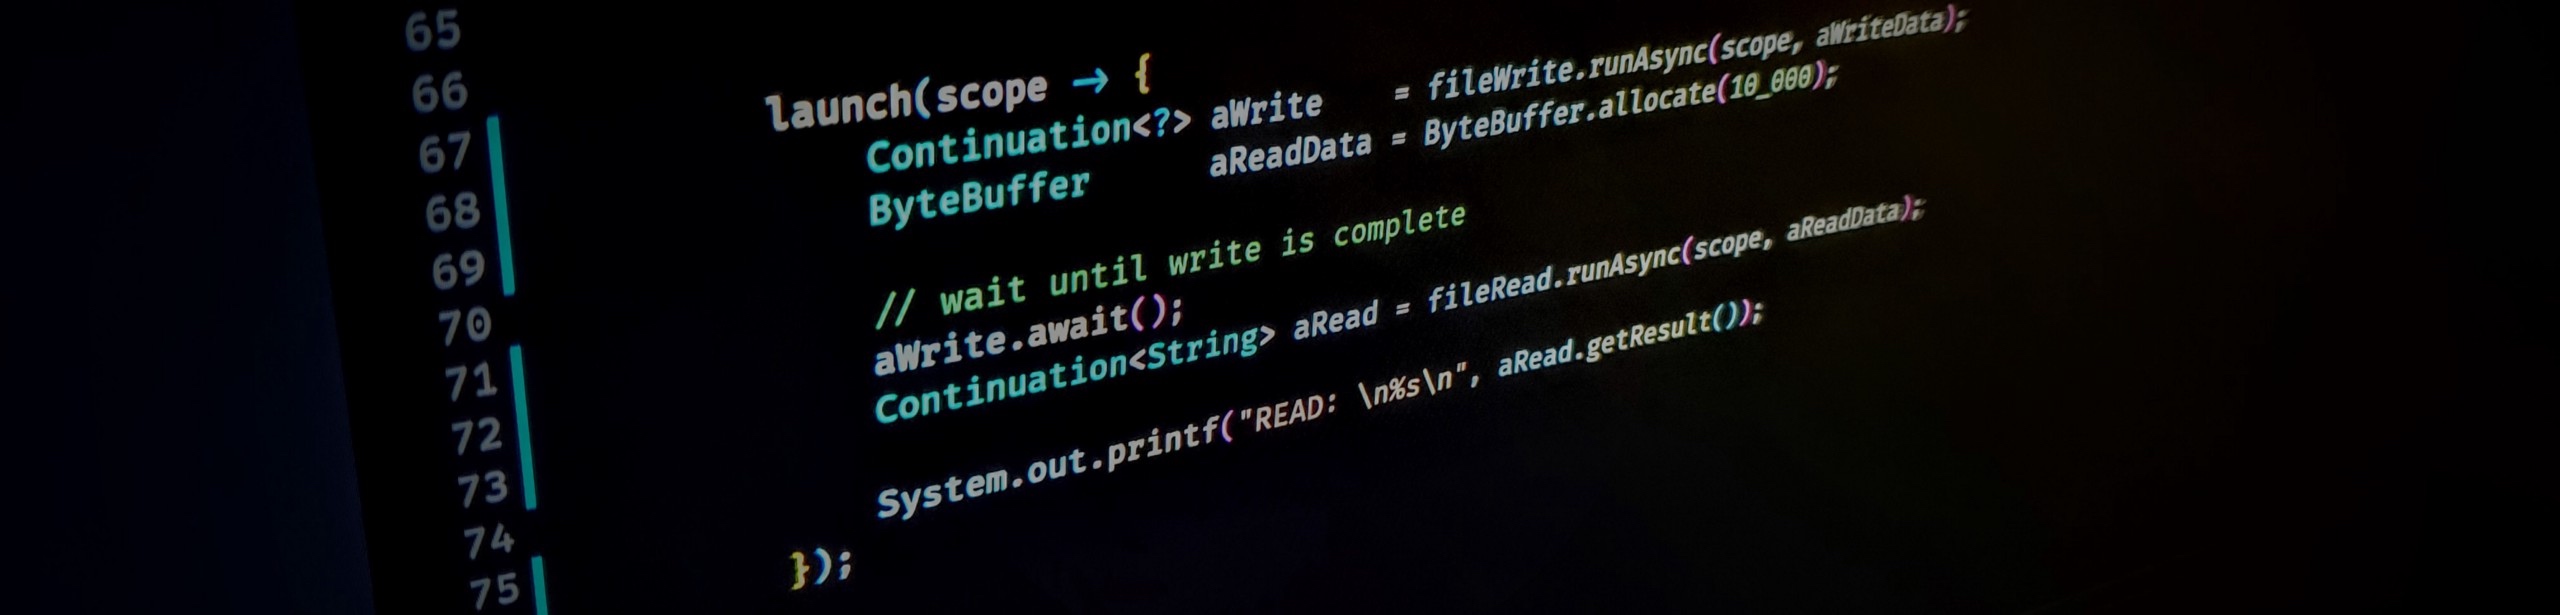 65
66
67 launch(scope → {
68 Continuation<?> aWrite = fileWrite.runAsync(scope, aWriteData);
69 ByteBuffer aReadData = ByteBuffer.allocate(10_000);
70
71 // wait until write is complete
72 aWrite.await();
73 Continuation<String> aRead = fileRead.runAsync(scope, aReadData);
74
75 System.out.printf("READ: \n%s\n", aRead.getResult());
});